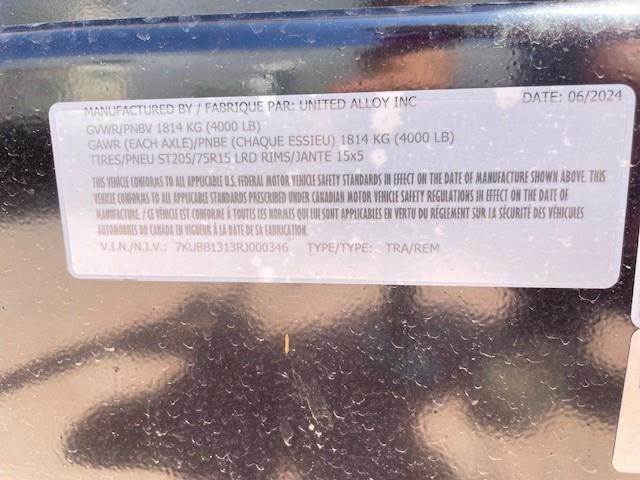 MANUFACTURED BY / FABRIQUE PAR: UNITED ALLOY INC DATE: 06/2024
GVWR/PNBV 1814 KG (4000 LB)
GAWR (EACH AXLE)/PNBE (CHAQUE ESSIEU) 1814 KG (4000 LB)
TIRES/PNEU ST205/75R15 LRD RIMS/JANTE 15x5
THIS VEHICLE CONFORMS TO ALL APPLICABLE U.S. FEDERAL MOTOR VEHICLE SAFETY STANDARDS IN EFFECT ON THE DATE OF MANUFACTURE SHOWN ABOVE. THIS
VEHICLE CONFORMS TO ALL APPLICABLE STANDARDS PRESCRIBED UNDER CANADIAN MOTOR VEHICLE SAFETY REGULATIONS IN EFFECT ON THE DATE OF
MANUFACTURE. / CE VÉHICULE EST CONFORME À TOUTES LES NORMES QUI LUI SONT APPLICABLES EN VERTU DU RÉGLEMENT SUR LA SÉCURITÉ DES VÉHICULES
AUTOMOBILES DU CANADA EN VIGUEUR À LA DATE DE SA FABRICATION.
V.I.N./N.I.V.: 7KUBB1313RJ000346 TYPE/TYPE: TRA/REM